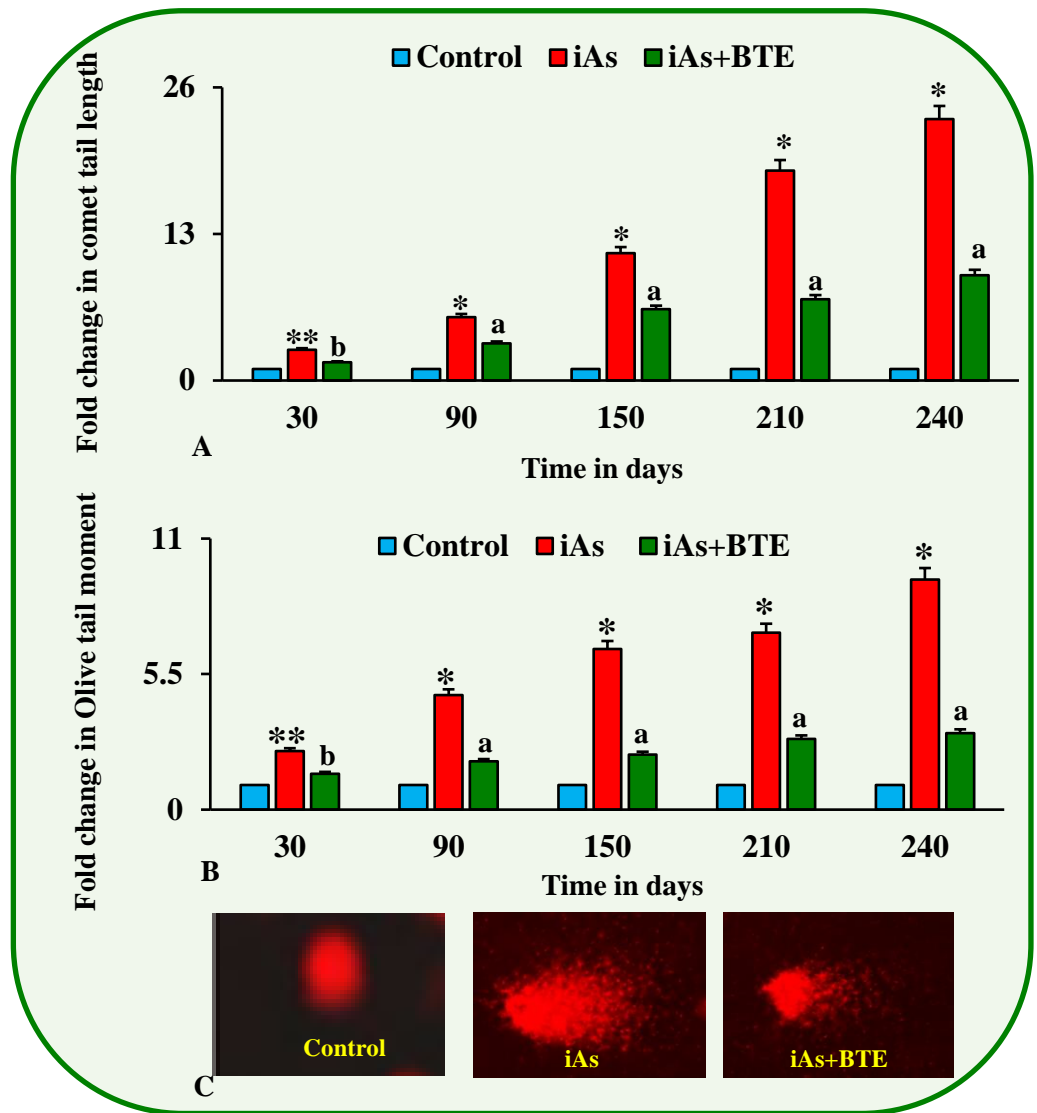 Control iAs iAs+BTE
Fold change in comet tail length
26
13
0
** b * a * a * a * a
30 90 150 210 240
A
Time in days
Control iAs iAs+BTE
Fold change in Olive tail moment
11
5.5
0
** b * a * a * a * a
30 90 150 210 240
B
Time in days
Control iAs iAs+BTE
C